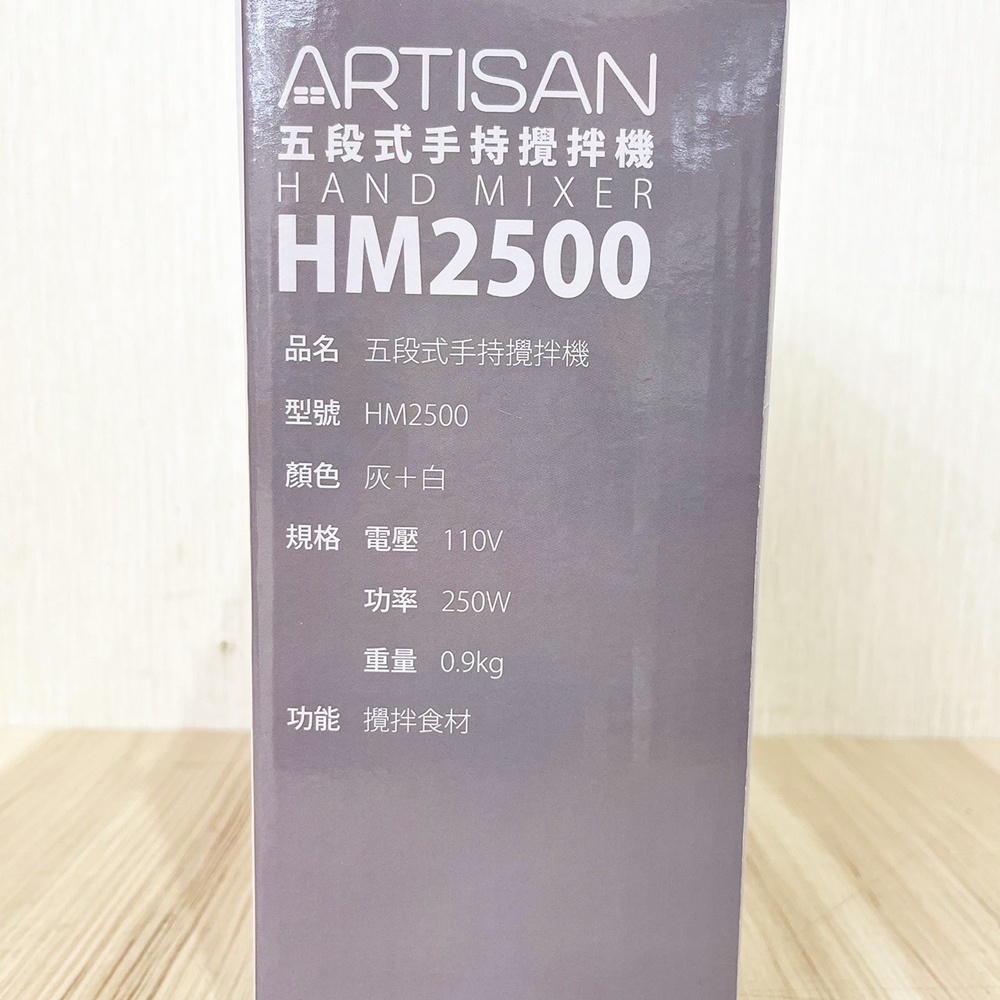 ARTISAN
五段式手持攪拌機
HAND MIXER
HM2500
品名 五段式手持攪拌機
型號 HM2500
顏色 灰+白
規格 電壓 110V
功率 250W
重量 0.9kg
功能 攪拌食材